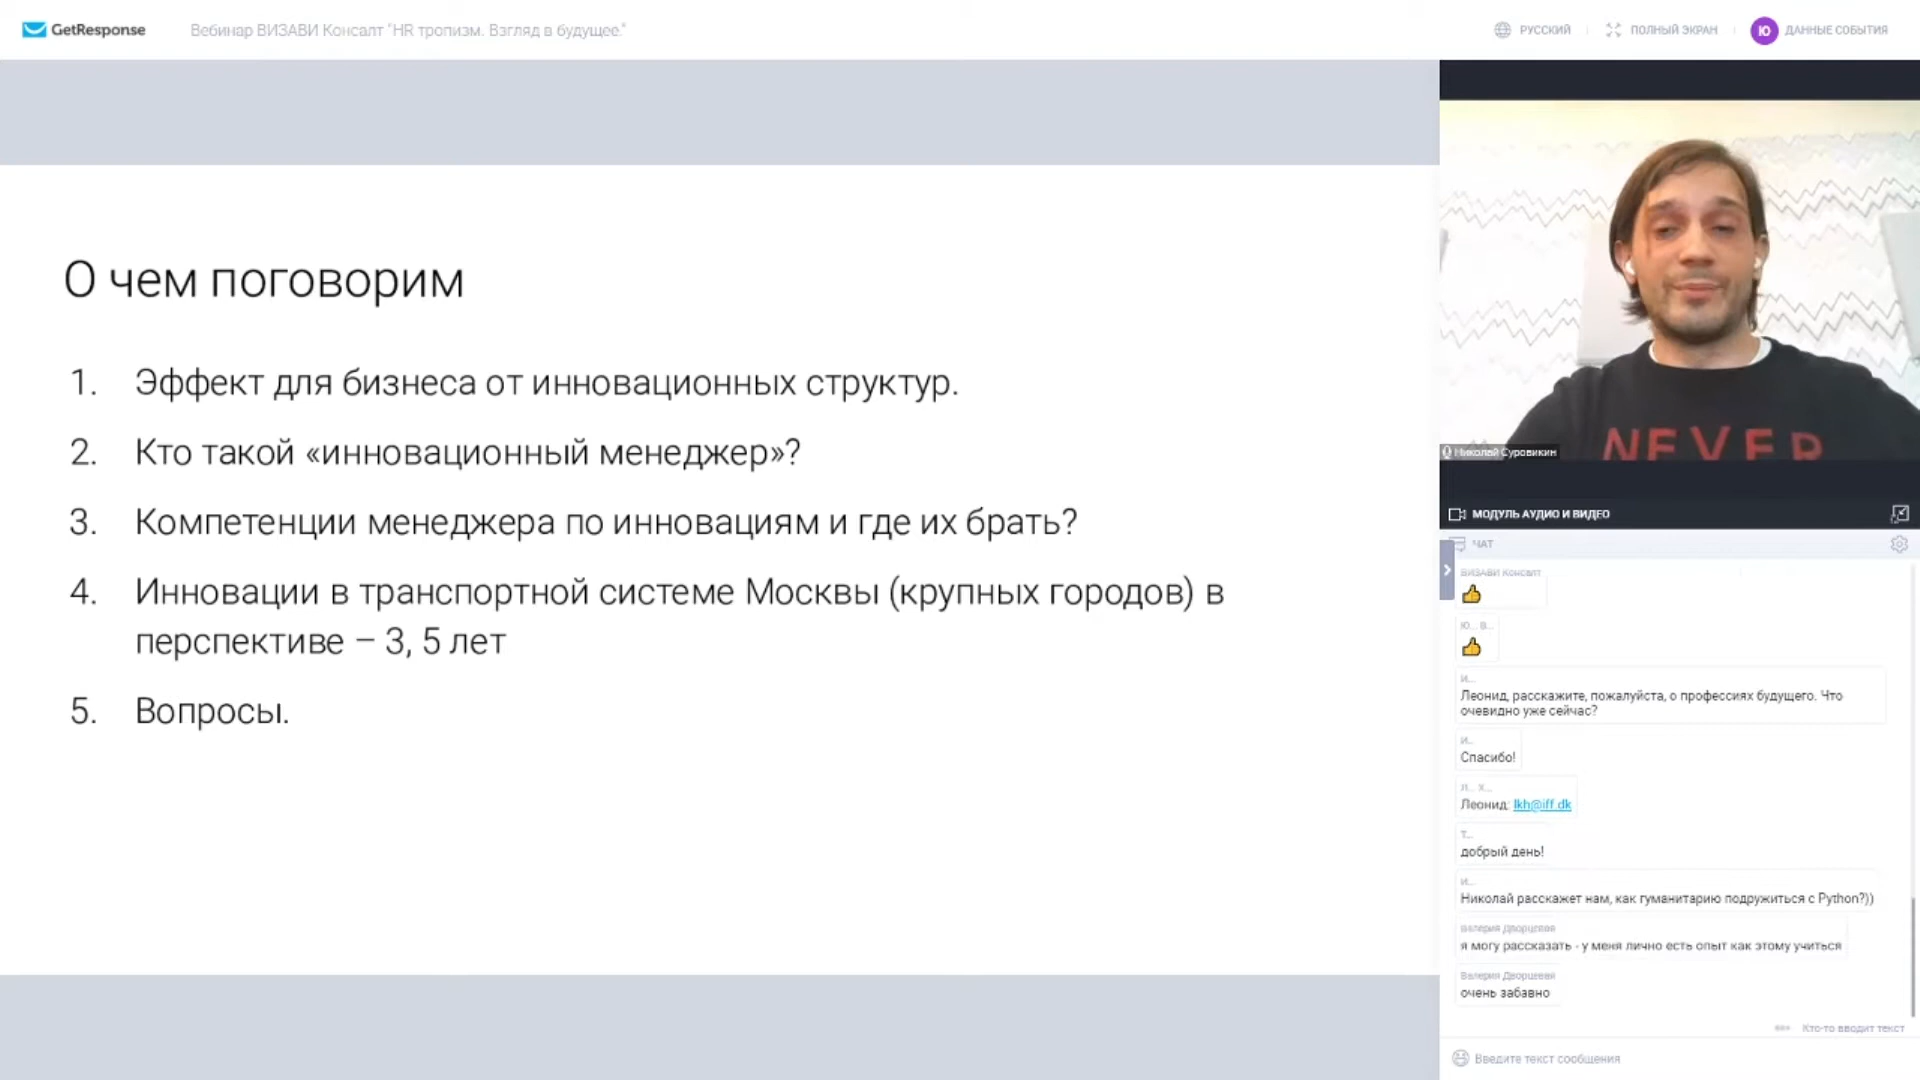 GetResponse
Вебинар ВИЗАВИ Консалт "HR тропизм. Взгляд в будущее."
РУССКИЙ
ПОЛНЫЙ ЭКРАН
Ю
ДАННЫЕ СОБЫТИЯ
О чем поговорим
1. Эффект для бизнеса от инновационных структур.
2. Кто такой «инновационный менеджер»?
3. Компетенции менеджера по инновациям и где их брать?
4. Инновации в транспортной системе Москвы (крупных городов) в
перспективе – 3, 5 лет
5. Вопросы.
NEVER
Николай Суровикин
МОДУЛЬ АУДИО И ВИДЕО
ЧАТ
ВИЗАВИ Консалт
Ю... В...
И...
Леонид, расскажите, пожалуйста, о профессиях будущего. Что
очевидно уже сейчас?
И...
Спасибо!
Л... Х...
Леонид: lkh@iff.dk
Т...
добрый день!
И...
Николай расскажет нам, как гуманитарию подружиться с Python?))
Валерия Дворцевая
я могу рассказать - у меня лично есть опыт как этому учиться
Валерия Дворцевая
очень забавно
Кто-то вводит текст
Введите текст сообщения